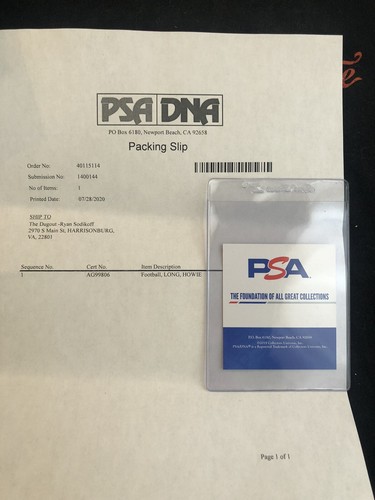 PSA DNA
PO Box 6180, Newport Beach, CA 92658
Packing Slip
Order No: 40115114
Submission No: 1400144
No of Items: 1
Printed Date: 07/28/2020
SHIP TO
The Dugout -Ryan Sodikoff
2970 S Main St, HARRISONBURG,
VA, 22801
Sequence No. Cert No. Item Description
1 AG99806 Football, LONG, HOWIE
PSA
THE FOUNDATION OF ALL GREAT COLLECTIONS
Page 1 of 1